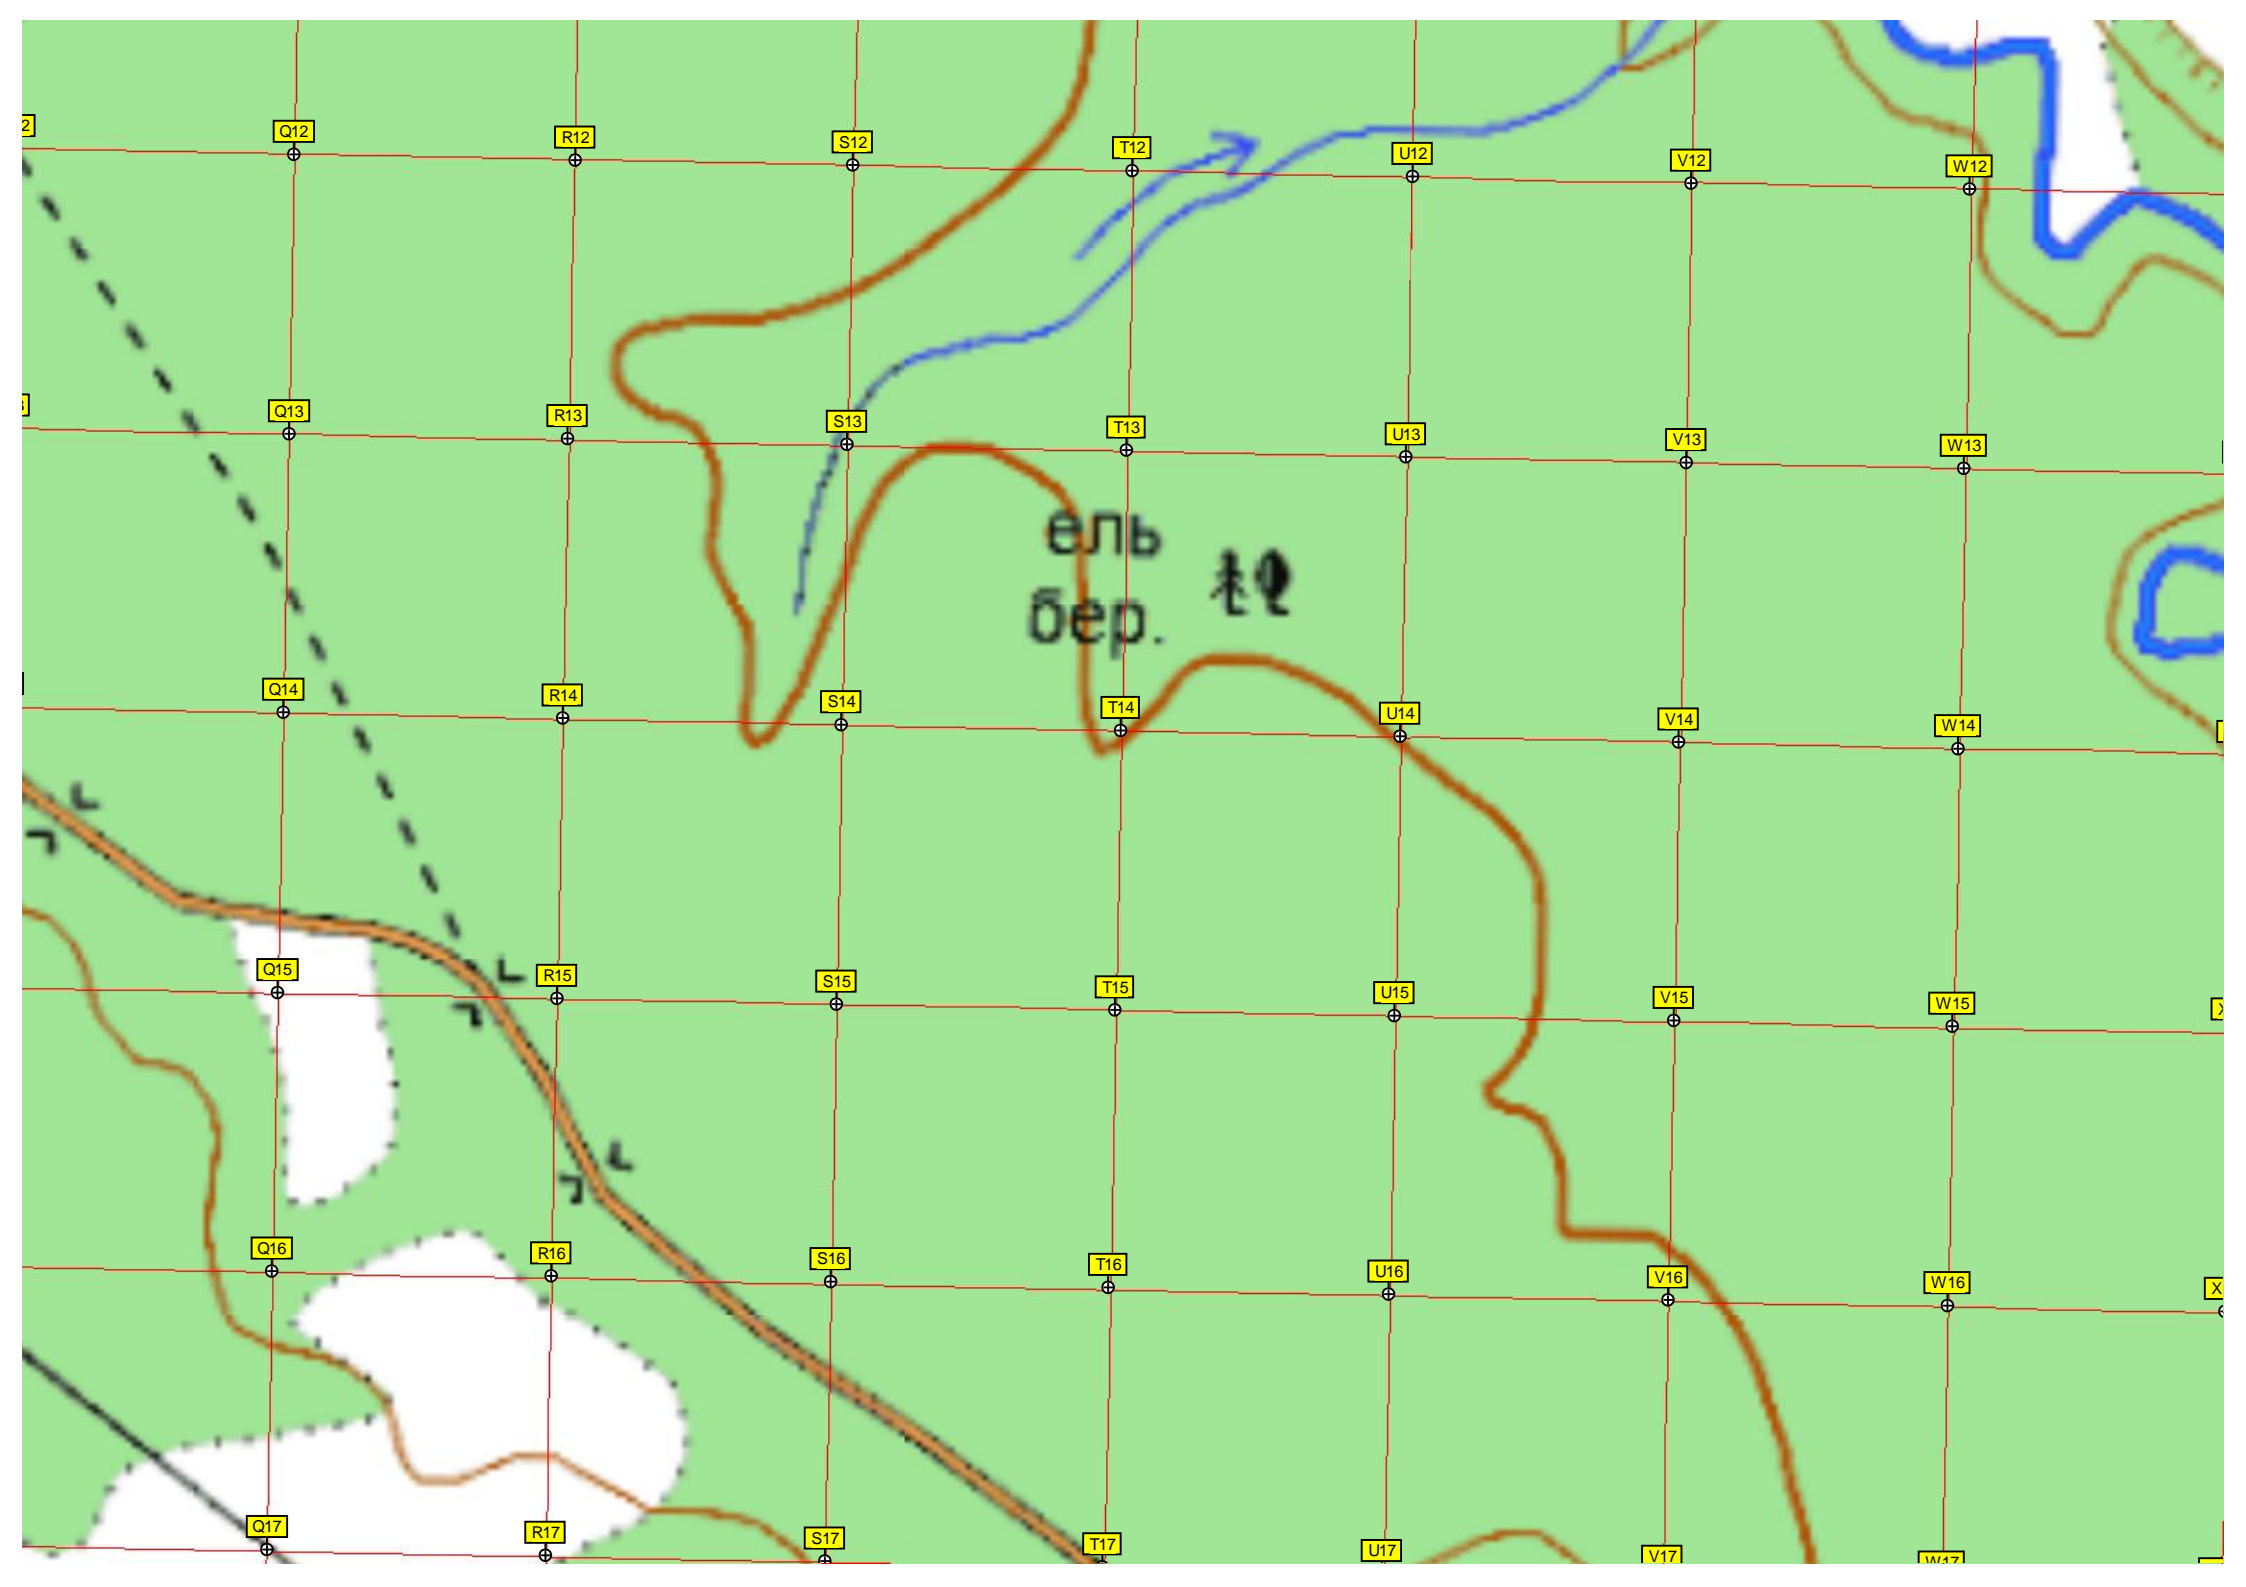 Q12 R12 S12 T12 U12 V12 W12
Q13 R13 S13 T13 U13 V13 W13
ель
бер.
Q14 R14 S14 T14 U14 V14 W14
Q15 R15 S15 T15 U15 V15 W15
Q16 R16 S16 T16 U16 V16 W16
Q17 R17 S17 T17 U17 V17 W17